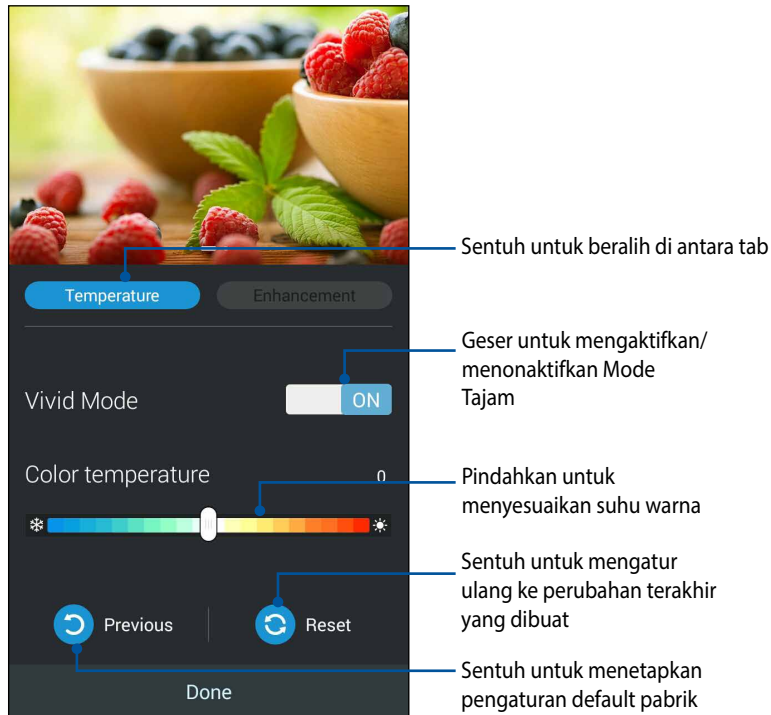 Sentuh untuk beralih di antara tab
Temperature
Enhancement
Geser untuk mengaktifkan/
menonaktifkan Mode
Tajam
Vivid Mode
ON
Color temperature
0
Pindahkan untuk
menyesuaikan suhu warna
Sentuh untuk mengatur
ulang ke perubahan terakhir
yang dibuat
Previous
Reset
Sentuh untuk menetapkan
pengaturan default pabrik
Done